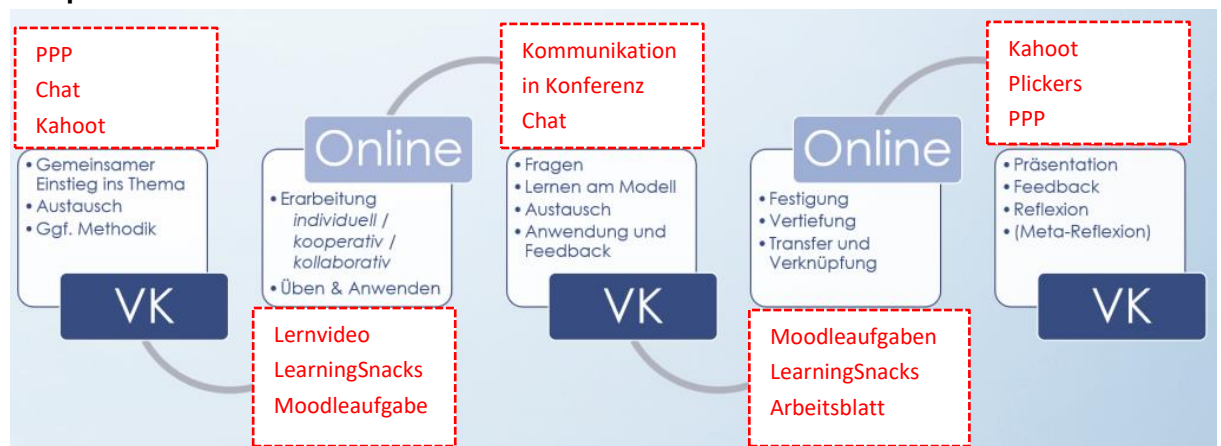 PPP
Chat
Kahoot
• Gemeinsamer
Einstieg ins Thema
• Austausch
• Ggf. Methodik
VK
Online
• Erarbeitung
individuell /
kooperativ /
kollaborativ
• Üben & Anwenden
Lernvideo
LearningSnacks
Moodleaufgabe
Kommunikation
in Konferenz
Chat
• Fragen
• Lernen am Modell
• Austausch
• Anwendung und
Feedback
VK
Online
• Festigung
• Vertiefung
• Transfer und
Verknüpfung
Moodleaufgaben
LearningSnacks
Arbeitsblatt
Kahoot
Plickers
PPP
• Präsentation
• Feedback
• Reflexion
• (Meta-Reflexion)
VK